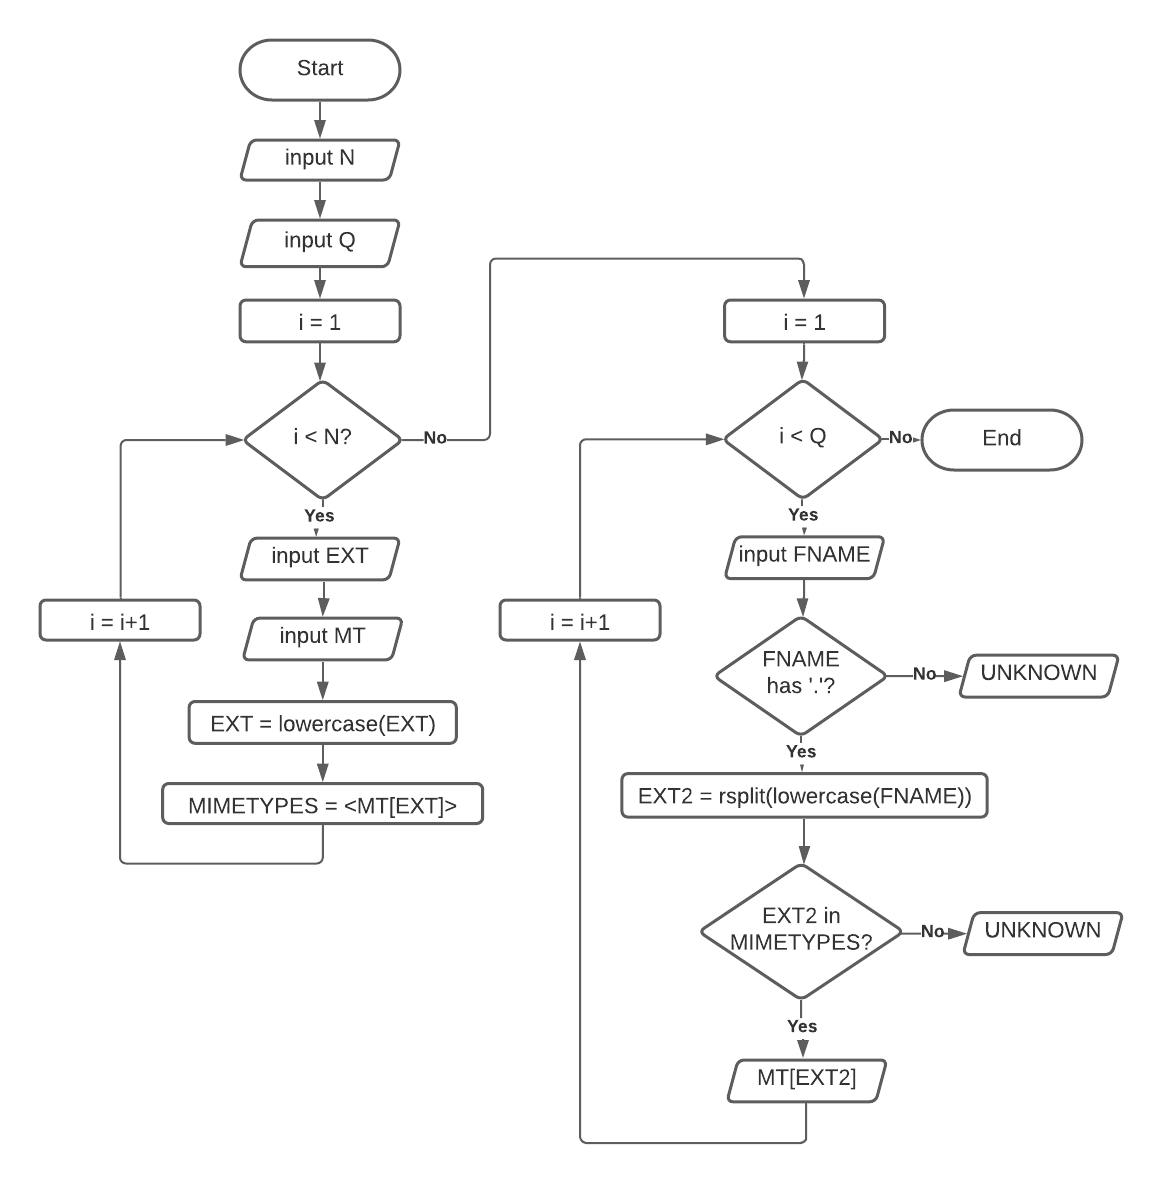 Start
input N
input Q
i = 1
i < N?
No
Yes
input EXT
input MT
EXT = lowercase(EXT)
MIMETYPES = <MT[EXT]>
i = i+1
i = 1
i < Q
No
End
Yes
input FNAME
i = i+1
FNAME
has '.'?
No
UNKNOWN
Yes
EXT2 = rsplit(lowercase(FNAME))
EXT2 in
MIMETYPES?
No
UNKNOWN
Yes
MT[EXT2]